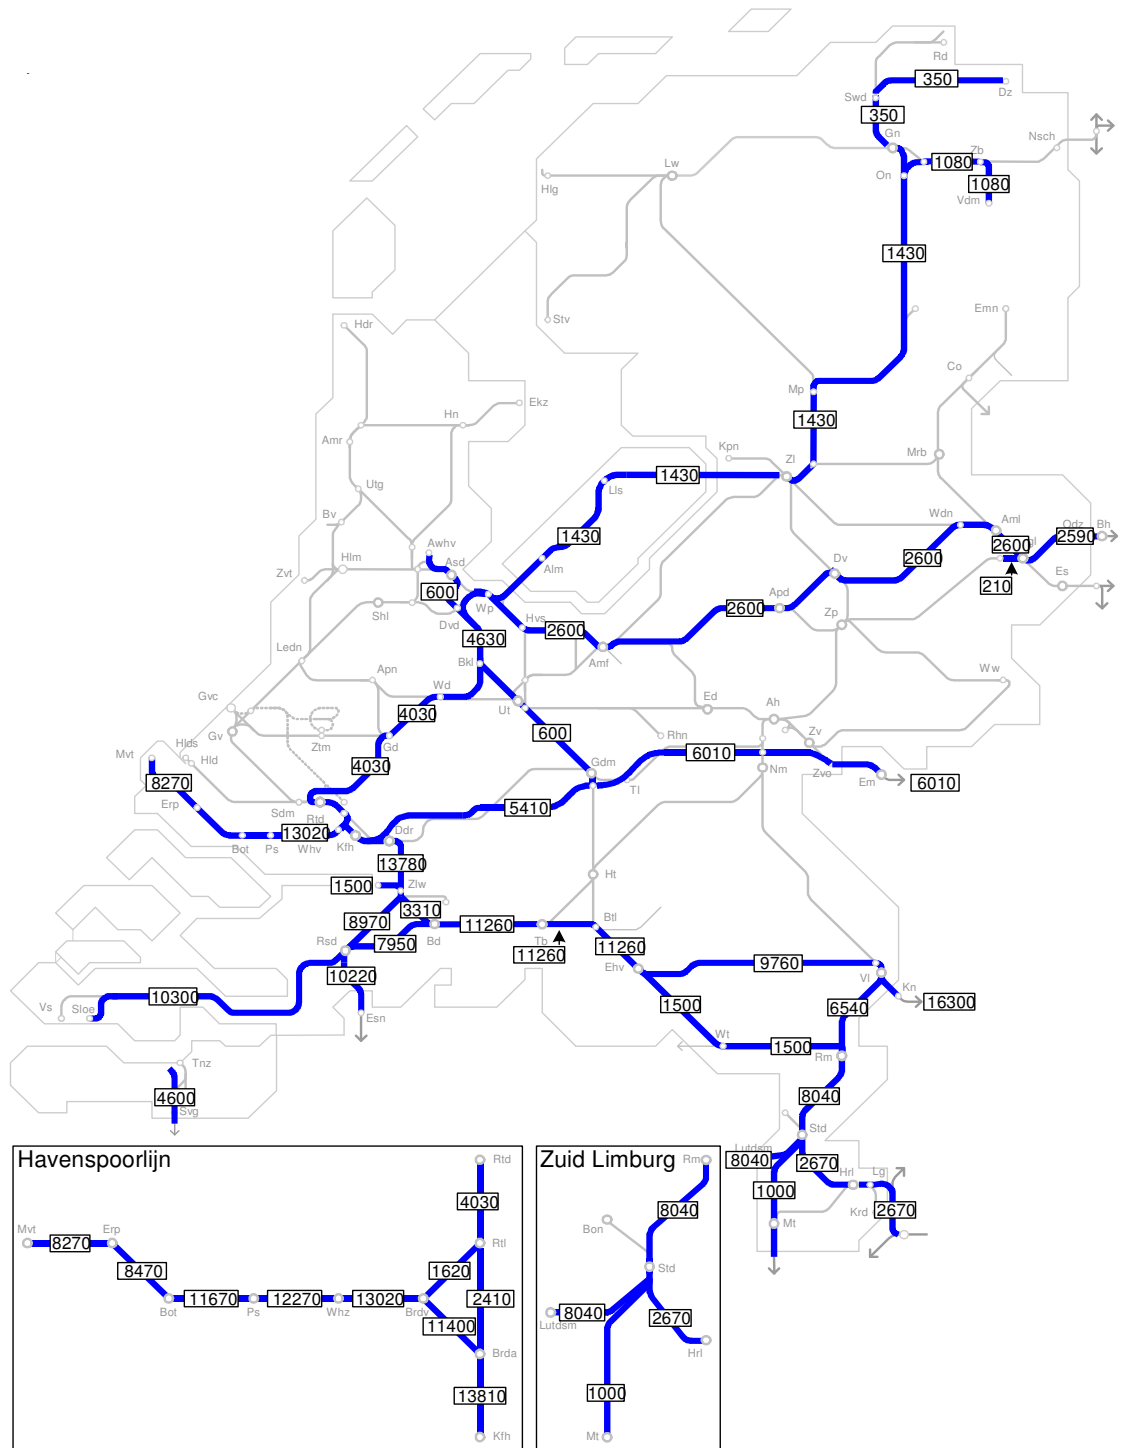 Rd
350
Dz
Swd
350
Gn
Nsch
Zb
1080
Lw
On
Hlg
1080
Vdm
1430
Stv
Emn
Hdr
Co
Mp
Ekz
Hn
1430
Amr
Kpn
Zl
Mrb
1430
Lls
Utg
Bv
Wdn
Aml
Odz
Bh
1430
2590
2600
Awhv
Hlm
Asd
Alm
2600
Zvt
Dv
Es
600
210
Wp
Apd
Shl
2600
Zp
Dvd
Hvs
2600
4630
Ledn
Bkl
Amf
Apn
Wd
Ww
Gvc
Ut
Ed
4030
Ah
Gv
600
Rhn
Zv
Ztm
Gd
Hlds
Mvt
Hld
6010
4030
Gdm
Nm
Zvo
8270
Tl
Em
6010
Erp
Sdm
5410
Rtd
13020
Ddr
Bot
Ps
Whv
Kfh
13780
Ht
1500
Zlw
3310
8970
11260
Btl
Bd
Tb
7950
Rsd
11260
11260
9760
10220
Ehv
Vl
10300
Kn
16300
Vs
Sloe
1500
6540
Esn
Wt
1500
Tnz
Rm
4600
8040
Svg
Std
Lutdsm
8040
2670
Hrl
Lg
1000
2670
Krd
Mt
Havenspoorlijn
Rtd
4030
Mvt
Erp
8270
Rtl
8470
1620
11670
12270
13020
2410
Bot
Ps
Whz
Brdv
11400
Brda
13810
Kfh
Zuid Limburg
Rm
8040
Bon
Std
8040
2670
Lutdsm
Hrl
1000
Mt